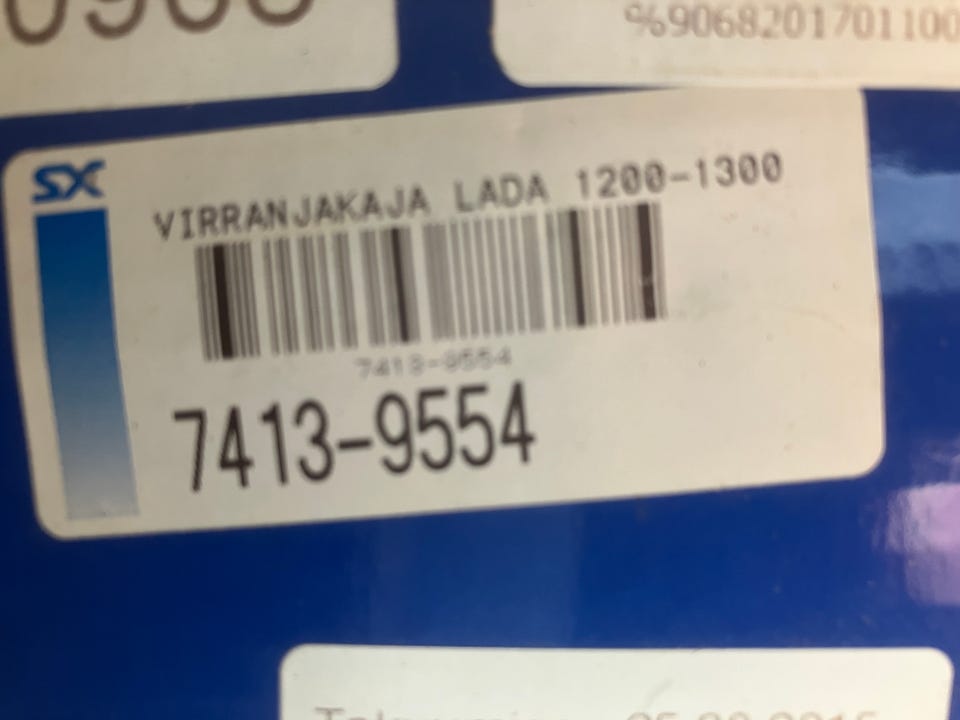 %9068201701100
SX
VIRRANJAKAJA LADA 1200-1300
7413-9554
7413-9554